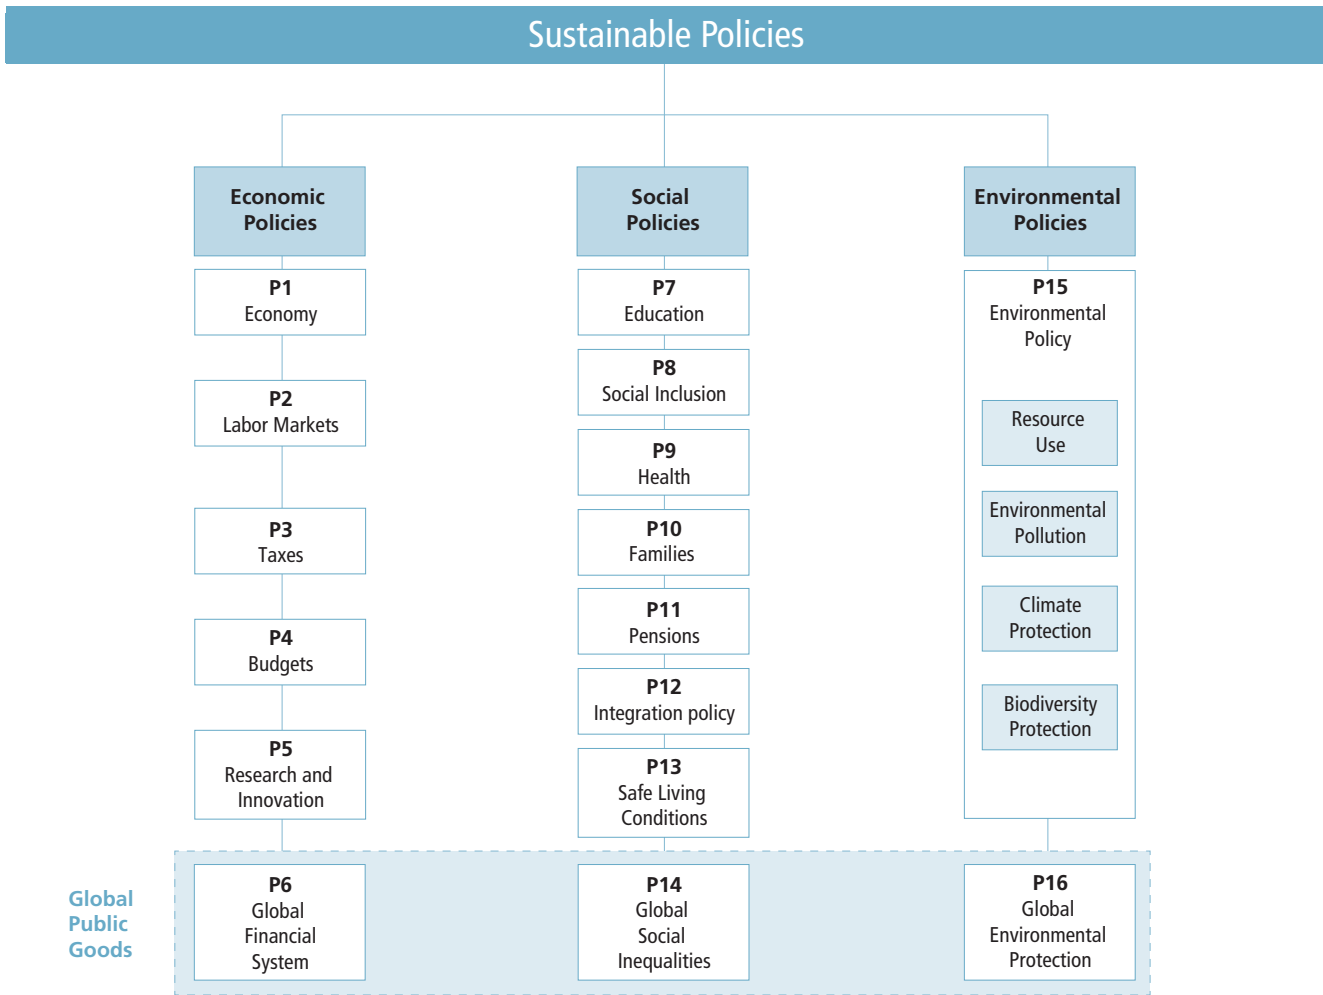 Sustainable Policies
Economic
Policies
P1
Economy
P2
Labor Markets
P3
Taxes
P4
Budgets
P5
Research and
Innovation
Social
Policies
P7
Education
P8
Social Inclusion
P9
Health
P10
Families
P11
Pensions
P12
Integration policy
P13
Safe Living
Conditions
Environmental
Policies
P15
Environmental
Policy
Resource
Use
Environmental
Pollution
Climate
Protection
Biodiversity
Protection
Global
Public
Goods
P6
Global
Financial
System
P14
Global
Social
Inequalities
P16
Global
Environmental
Protection